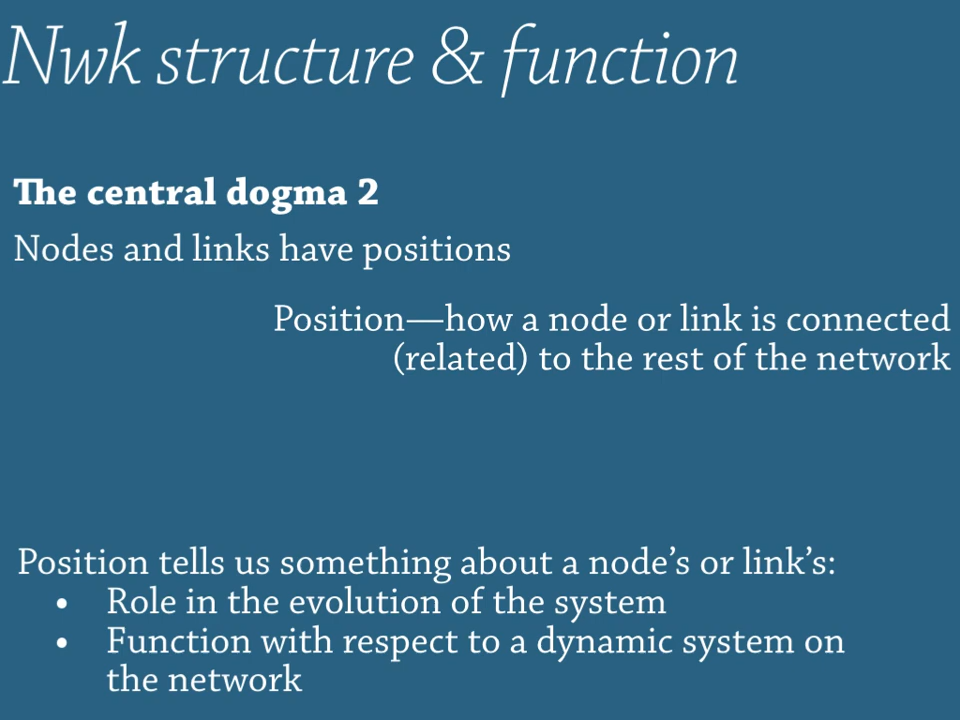 Nwk structure & function
The central dogma 2
Nodes and links have positions
Position—how a node or link is connected
(related) to the rest of the network
Position tells us something about a node’s or link’s:
• Role in the evolution of the system
• Function with respect to a dynamic system on
the network